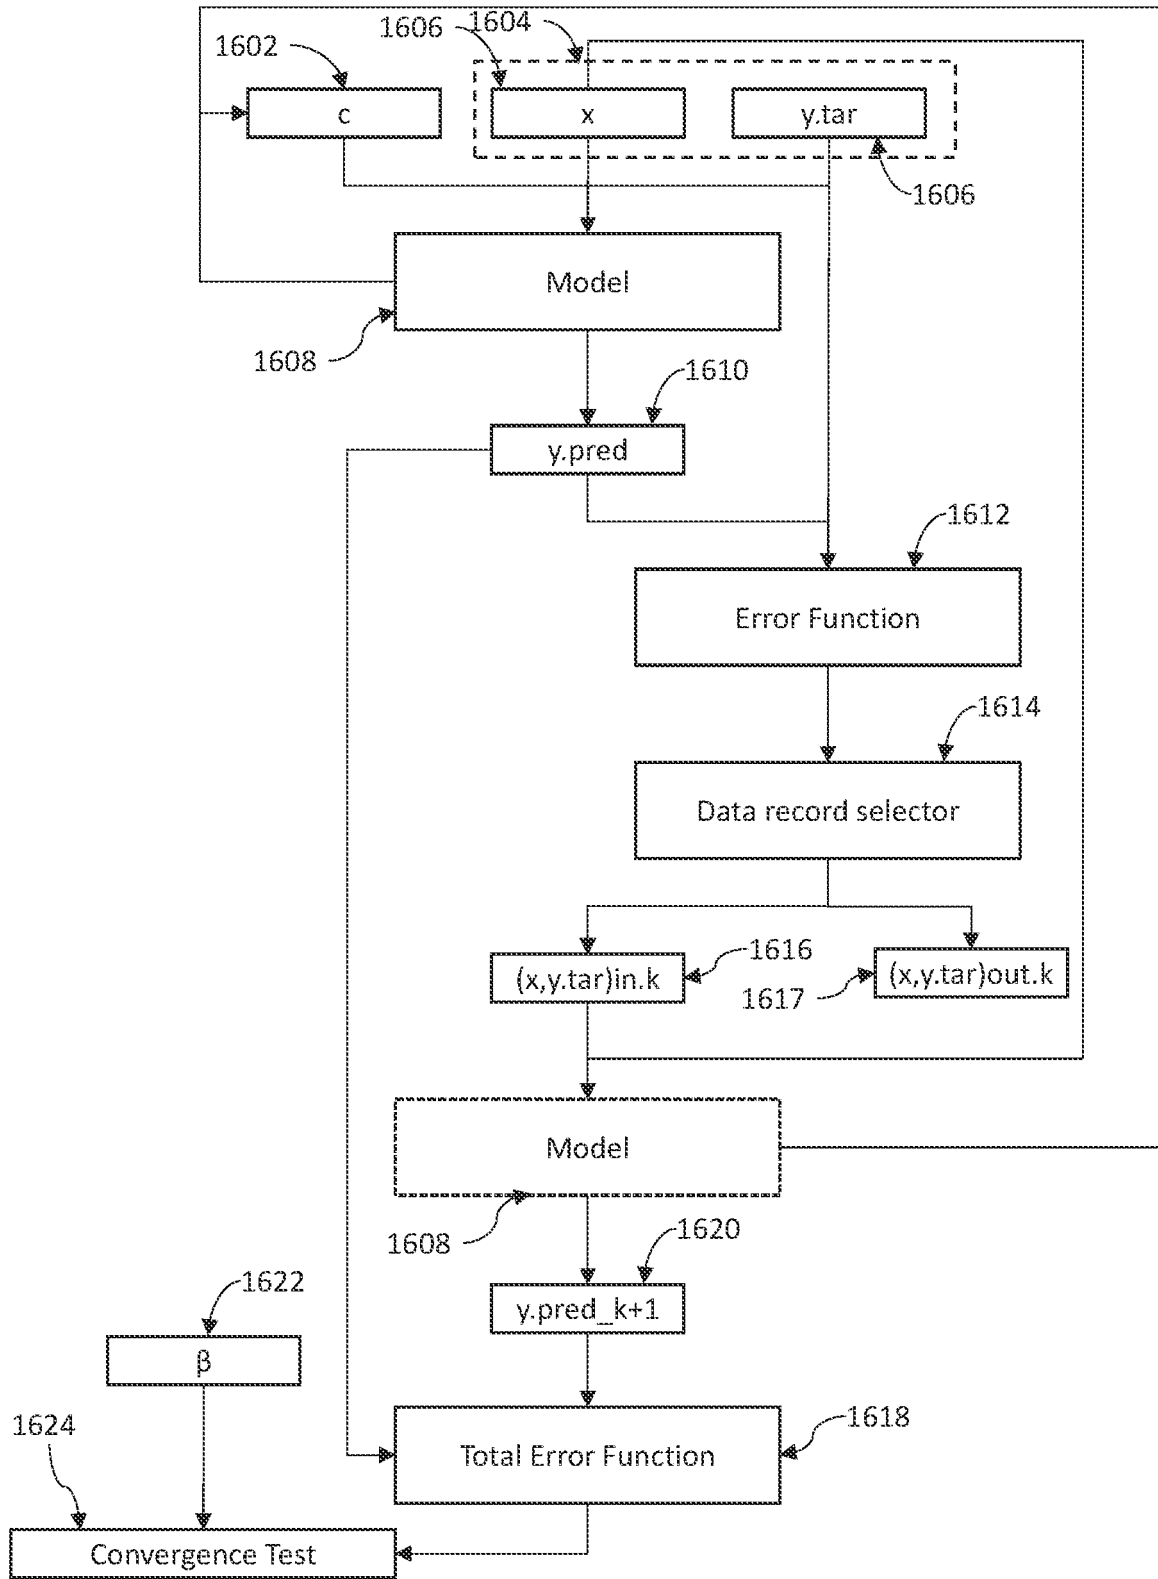 1606
1604
1602
c
x
y.tar
1606
Model
1608
1610
y.pred
1612
Error Function
1614
Data record selector
(x,y.tar)in.k
1616
1617
(x,y.tar)out.k
Model
1608
1620
y.pred_k+1
1622
β
1624
1618
Total Error Function
Convergence Test